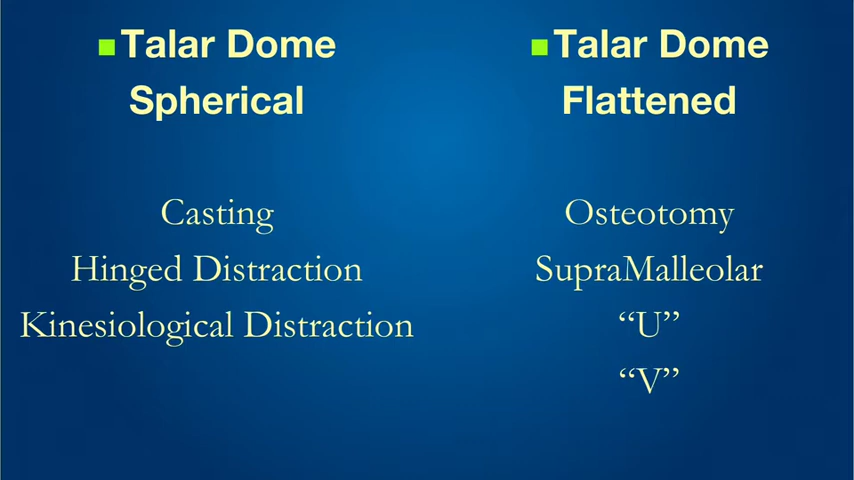 Talar Dome
Spherical
Casting
Hinged Distraction
Kinesiological Distraction
Talar Dome
Flattened
Osteotomy
SupraMalleolar
“U”
“V”